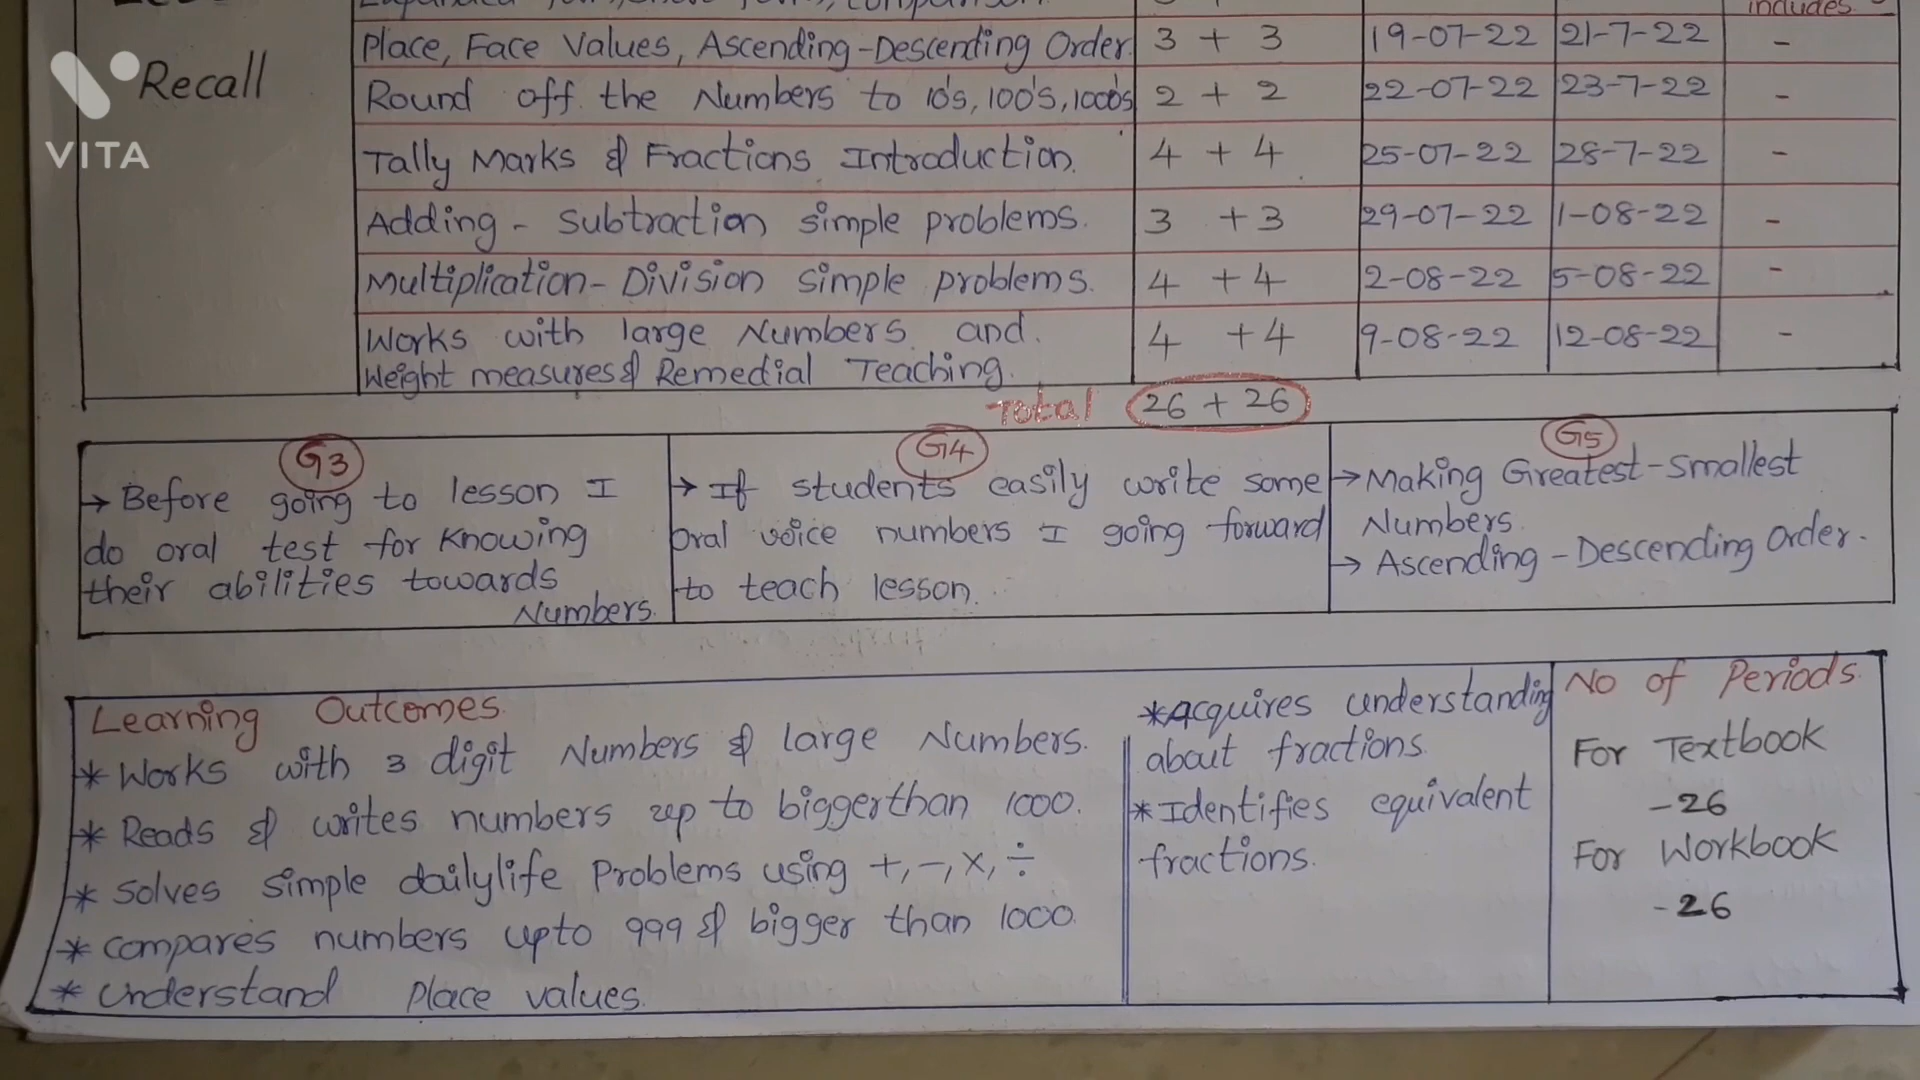 includes
Place, Face Values, Ascending-Descenting Order. 3 + 3 19-07-22 21-7-22 -
Recall
Round off the Numbers to 10's, 100's, 1000's 2 + 2 22-07-22 23-7-22 -
VITA
Tally Marks & Fractions Introduction. 4 + 4 25-07-22 28-7-22 -
Adding - Subtraction simple problems. 3 +3 29-07-22 1-08-22 -
Multiplication-Division simple problems. 4 +4 2-08-22 5-08-22 -
Works with large Numbers and. 4 +4 9-08-22 12-08-22 -
Weight measures & Remedial Teaching.
Total 26 + 26
G3
→ Before going to lesson I
do oral test for Knowing
their abilities towards
Numbers.
G4
→ If students easily write some
oral voice numbers I going forward
to teach lesson.
G5
→ Making Greatest-Smallest
Numbers.
→ Ascending-Descending Order.
Learning Outcomes.
* Works with 3 digit Numbers & large Numbers.
* Reads & writes numbers up to biggerthan 1000.
* Solves simple dailylife Problems using +, -, x, ÷
* compares numbers upto 999 & bigger than 1000.
* Understand Place values.
* Acquires understanding
about fractions.
* Identifies equivalent
fractions.
No of Periods.
For Textbook
-26
For Workbook
-26